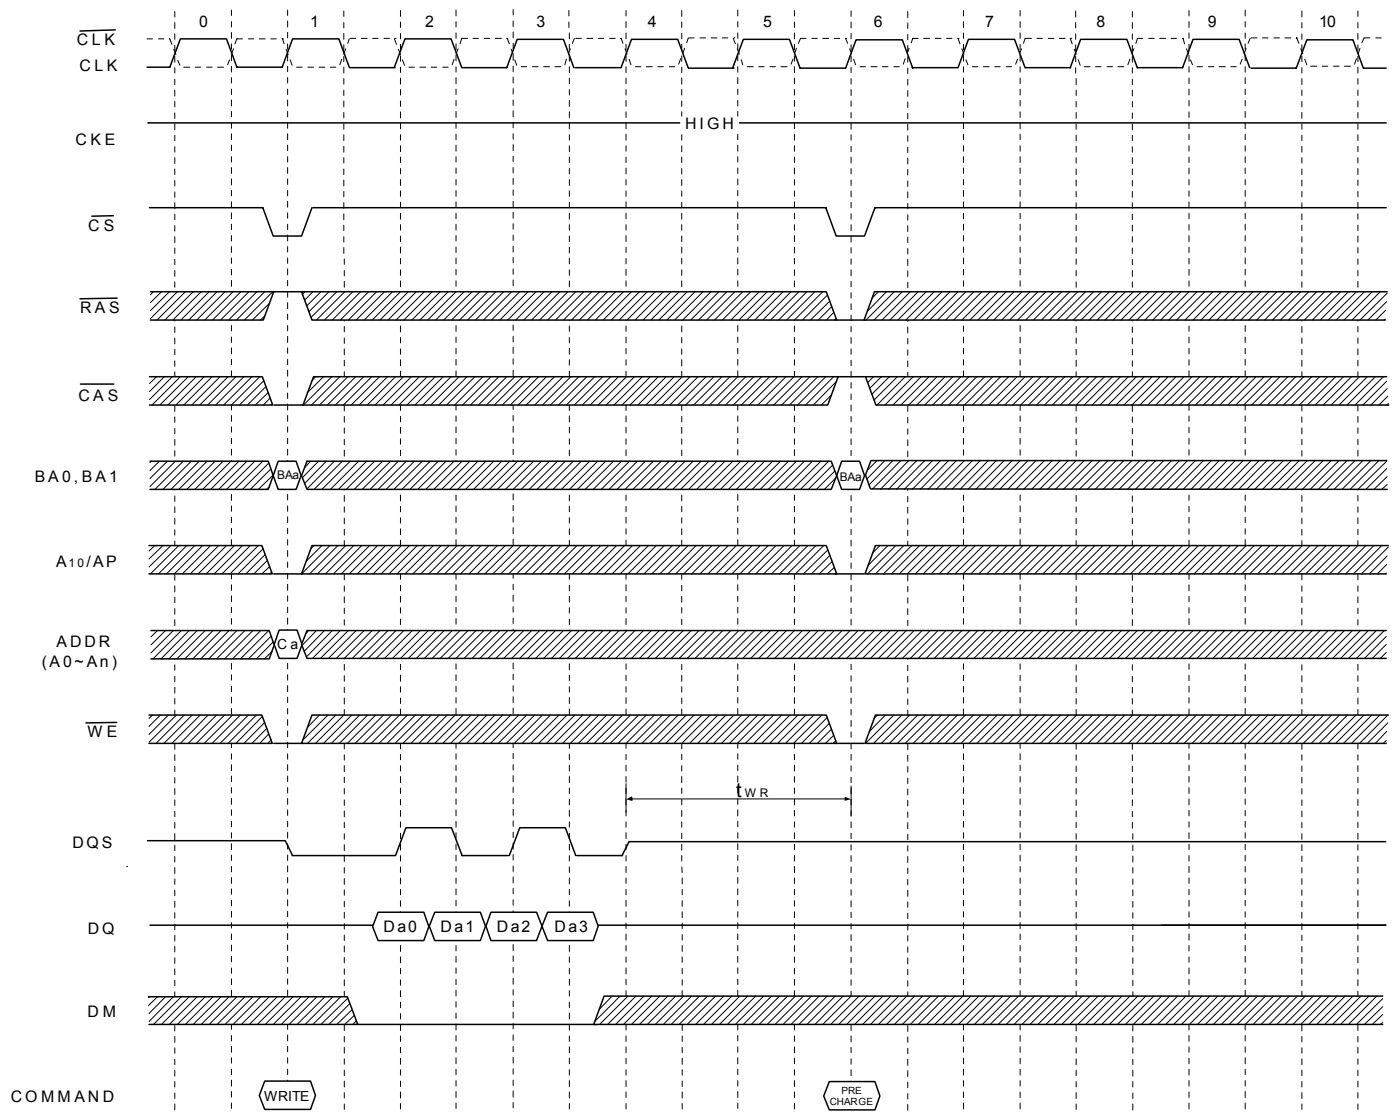 0 1 2 3 4 5 6 7 8 9 10
CLK
CLK
HIGH
CKE
CS
RAS
CAS
BA0,BA1 BAa BAa
A10/AP
ADDR Ca
(A0~An)
WE
tWR
DQS
DQ Da0 Da1 Da2 Da3
DM
COMMAND WRITE PRE
CHARGE